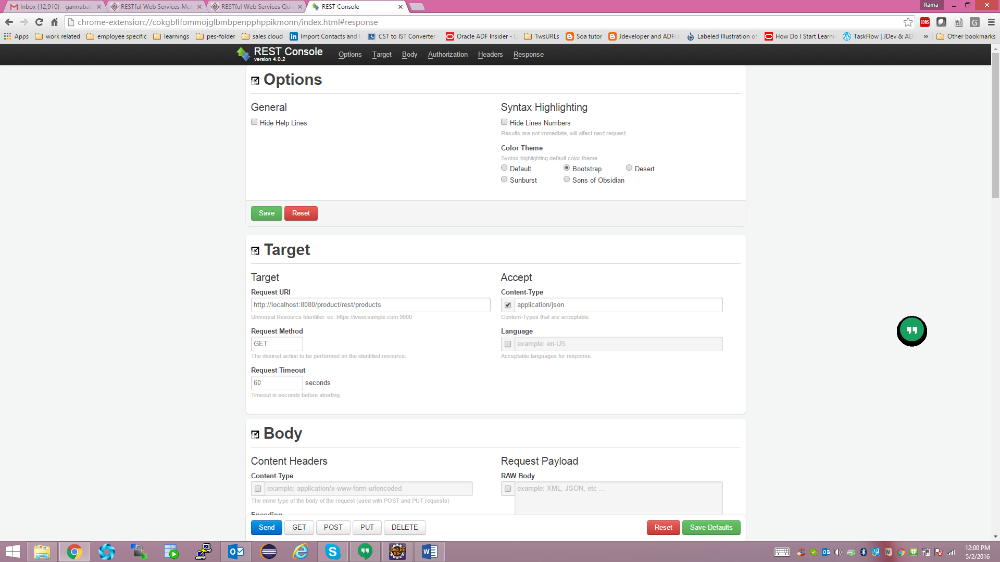 Inbox (12,910) - gannabat
RESTful Web Services Met
RESTful Web Services Quic
REST Console
Rama
chrome-extension://cokgbflfommojglbmbpenpphppikmonn/index.html#response
CORS
G
Apps
work related
employee specific
learnings
pes-folder
sales cloud
in
Import Contacts and
CST to IST Converter
Oracle ADF Insider - L
1wsURLs
Soa tutor
Jdeveloper and ADF:
Labeled Illustration of
How Do I Start Learnin
TaskFlow | JDev & AD
»
Other bookmarks
REST Console
version 4.0.2
Options
Target
Body
Authorization
Headers
Response
Options
General
Hide Help Lines
Syntax Highlighting
Hide Lines Numbers
Results are not immediate, will affect next request.
Color Theme
Syntax highlighting default color theme.
Default
Bootstrap
Desert
Sunburst
Sons of Obsidian
Save
Reset
Target
Target
Request URI
http://localhost:8080/product/rest/products
Universal Resource Identifier. ex: https://www.sample.com:9000
Request Method
GET
The desired action to be performed on the identified resource.
Request Timeout
60
seconds
Timeout in seconds before aborting.
Accept
Content-Type
application/json
Content-Types that are acceptable.
Language
example: en-US
Acceptable languages for response.
Body
Content Headers
Content-Type
example: application/x-www-form-urlencoded
The mime type of the body of the request (used with POST and PUT requests)
Encoding
Request Payload
RAW Body
example: XML, JSON, etc ...
Send
GET
POST
PUT
DELETE
Reset
Save Defaults
Java EE
IDE
12:00 PM
5/2/2016